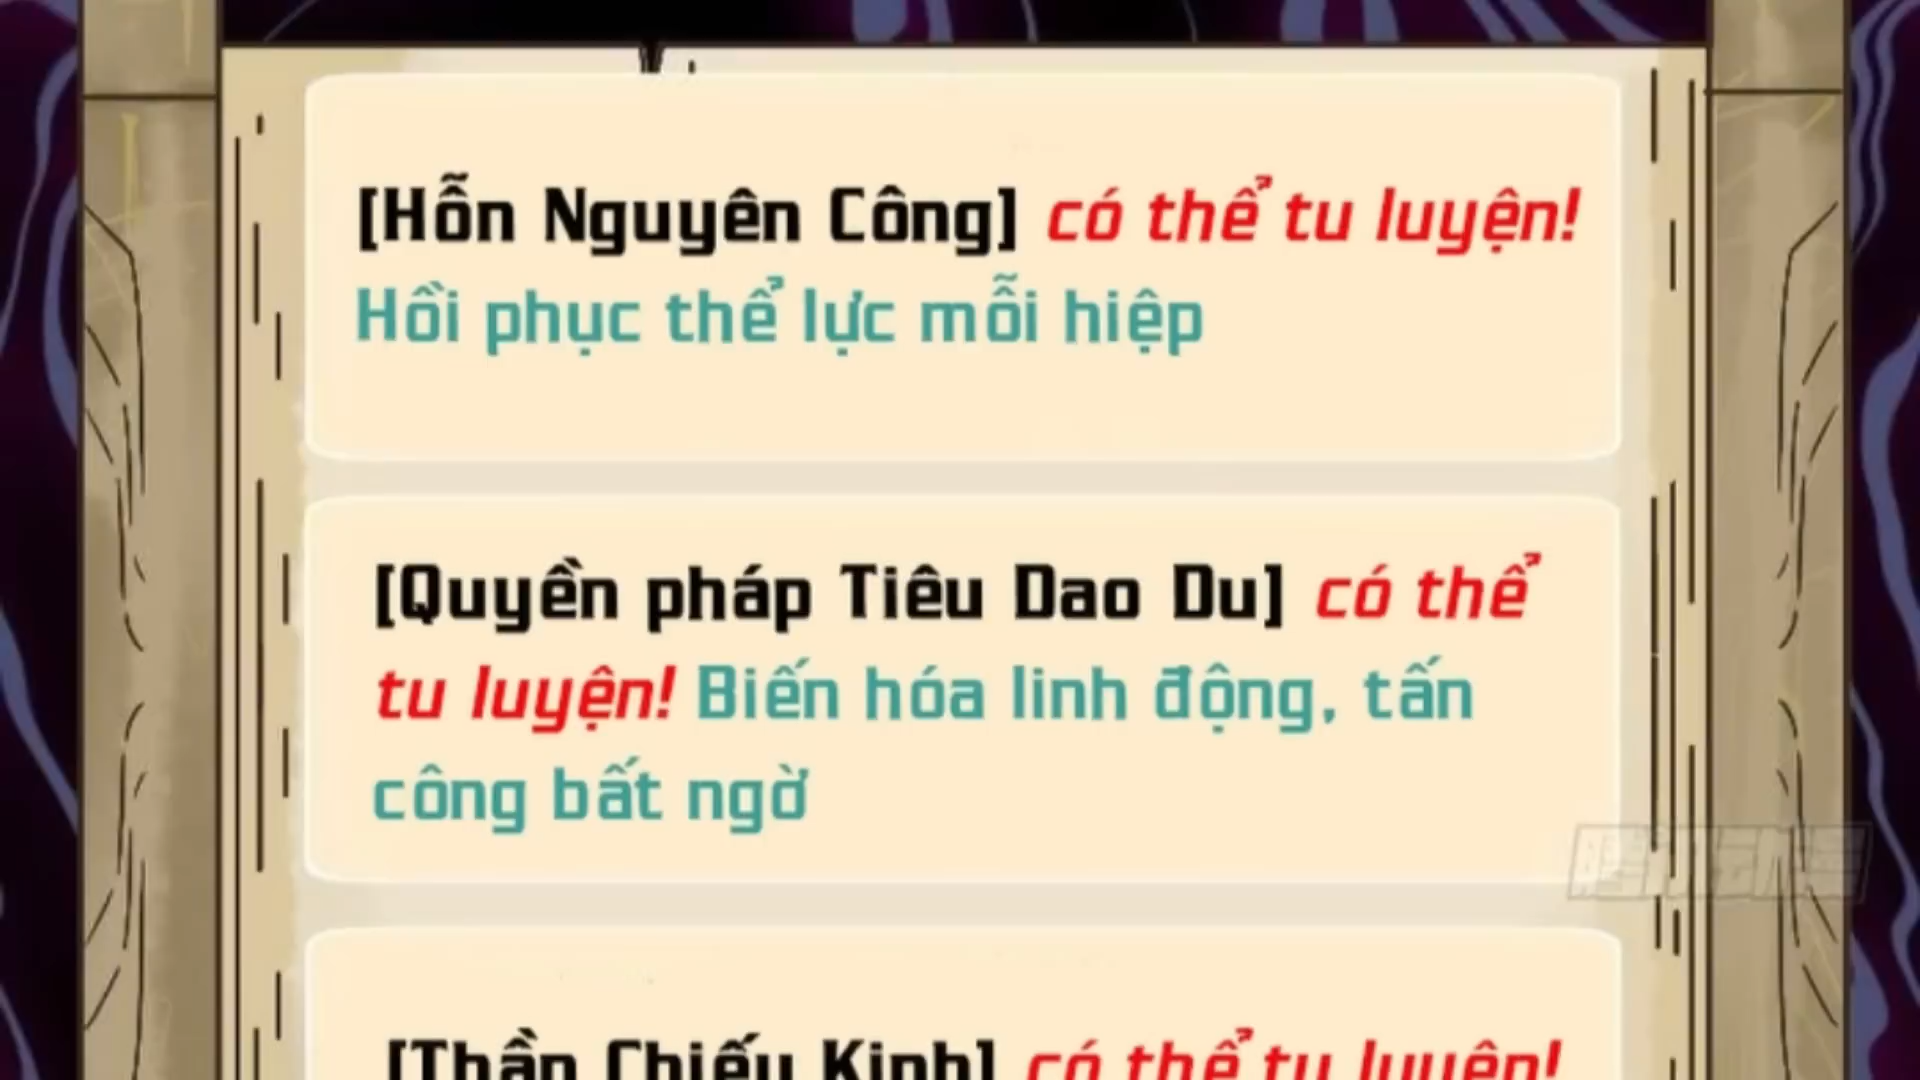 [Hỗn Nguyên Công] có thể tu luyện!
Hồi phục thể lực mỗi hiệp
[Quyền pháp Tiêu Dao Du] có thể
tu luyện! Biến hóa linh động, tấn
công bất ngờ
[Thần Chiếu Kinh] có thể tu luyện!